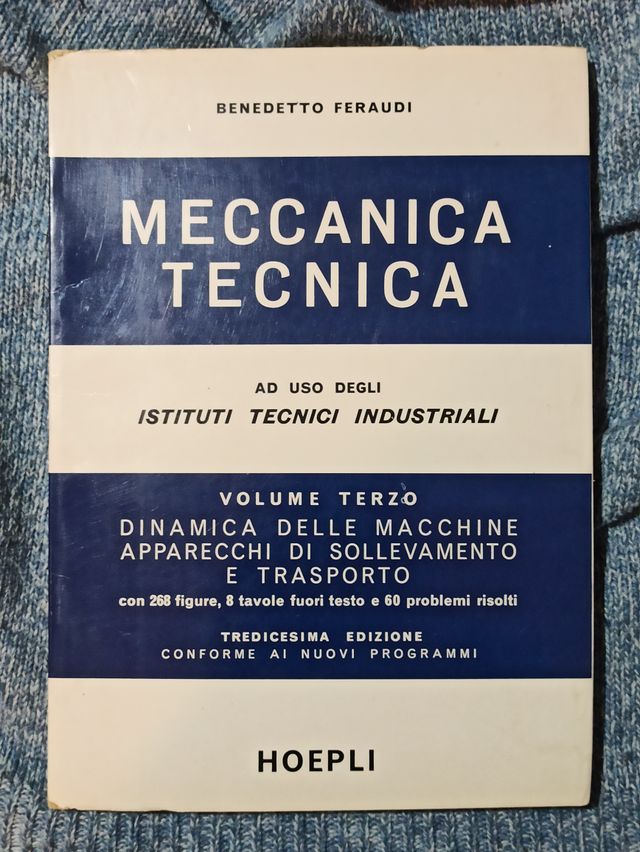 BENEDETTO FERAUDI
MECCANICA
TECNICA
AD USO DEGLI
ISTITUTI TECNICI INDUSTRIALI
VOLUME TERZO
DINAMICA DELLE MACCHINE
APPARECCHI DI SOLLEVAMENTO
E TRASPORTO
con 268 figure, 8 tavole fuori testo e 60 problemi risolti
TREDICESIMA EDIZIONE
CONFORME AI NUOVI PROGRAMMI
HOEPLI